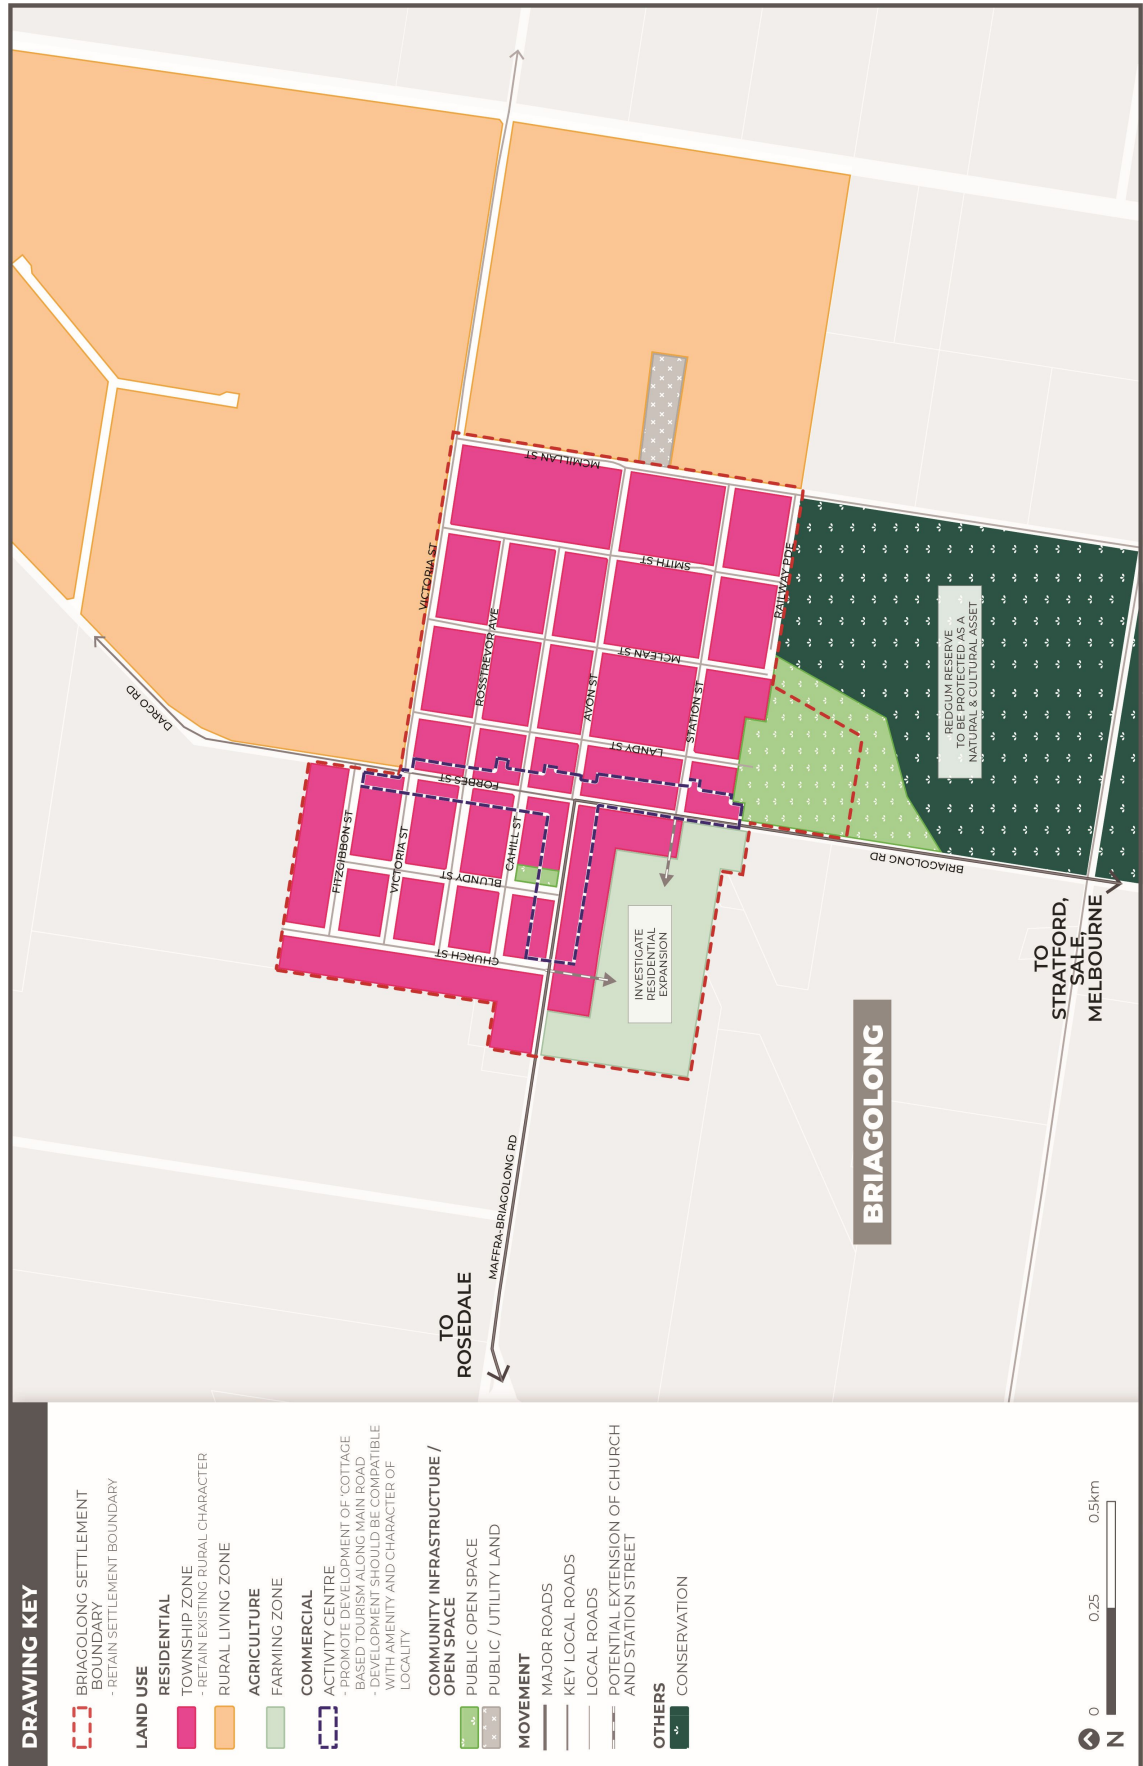 DRAWING KEY
BRIAGOLONG SETTLEMENT
BOUNDARY
- RETAIN SETTLEMENT BOUNDARY
LAND USE
RESIDENTIAL
TOWNSHIP ZONE
- RETAIN EXISTING RURAL CHARACTER
RURAL LIVING ZONE
AGRICULTURE
FARMING ZONE
COMMERCIAL
ACTIVITY CENTRE
- PROMOTE DEVELOPMENT OF 'COTTAGE
BASED TOURISM ALONG MAIN ROAD
- DEVELOPMENT SHOULD BE COMPATIBLE
WITH AMENITY AND CHARACTER OF
LOCALITY
COMMUNITY INFRASTRUCTURE /
OPEN SPACE
PUBLIC OPEN SPACE
PUBLIC / UTILITY LAND
MOVEMENT
MAJOR ROADS
KEY LOCAL ROADS
LOCAL ROADS
POTENTIAL EXTENSION OF CHURCH
AND STATION STREET
OTHERS
CONSERVATION
N
0
0.25
0.5km
TO
ROSEDALE
MAFFRA-BRIAGOLONG RD
BRIAGOLONG
TO
STRATFORD,
SALE,
MELBOURNE
BRIAGOLONG RD
INVESTIGATE
RESIDENTIAL
EXPANSION
REDGUM RESERVE
TO BE PROTECTED AS A
NATURAL & CULTURAL ASSET
DARGO RD
FITZGIBBON ST
VICTORIA ST
CAHILL ST
BLUNDY ST
CHURCH ST
FORBES ST
VICTORIA ST
ROSSTREVOR AVE
AVON ST
STATION ST
LANDY ST
MCLEAN ST
SMITH ST
MCMILLAN ST
RAILWAY PDE